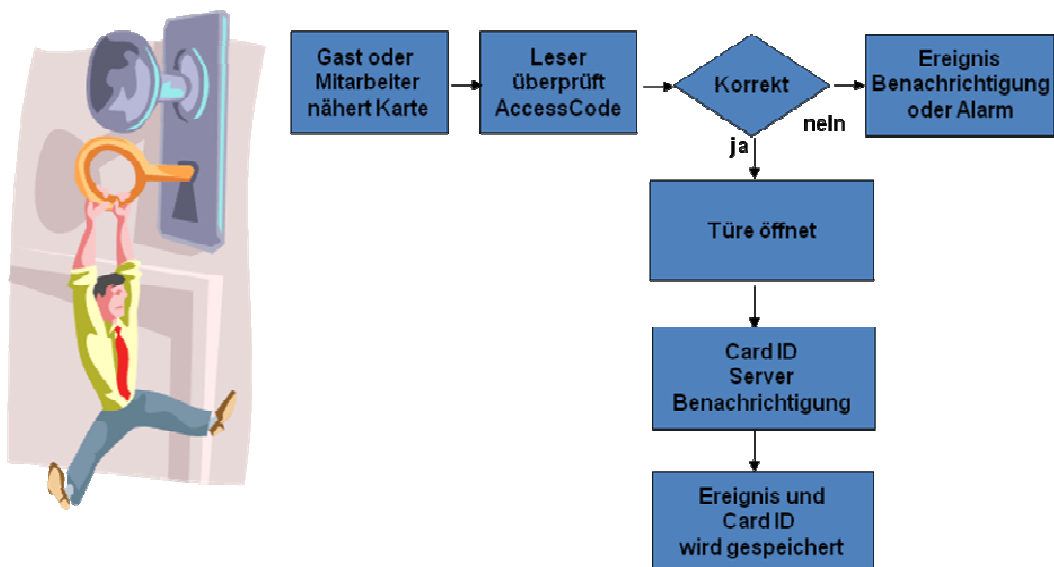 Gast oder
Mitarbeiter
nähert Karte
Leser
überprüft
AccessCode
Korrekt
Ereignis
Benachrichtigung
oder Alarm
nein
ja
Türe öffnet
Card ID
Server
Benachrichtigung
Ereignis und
Card ID
wird gespeichert